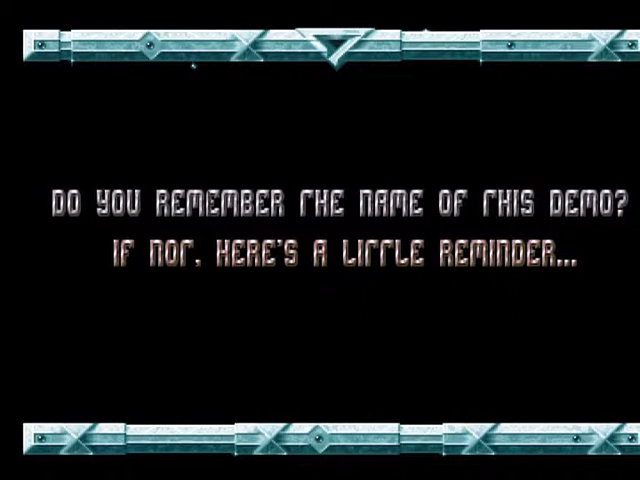 DO YOU REMEMBER THE NAME OF THIS DEMO?
IF NOT, HERE'S A LITTLE REMINDER...